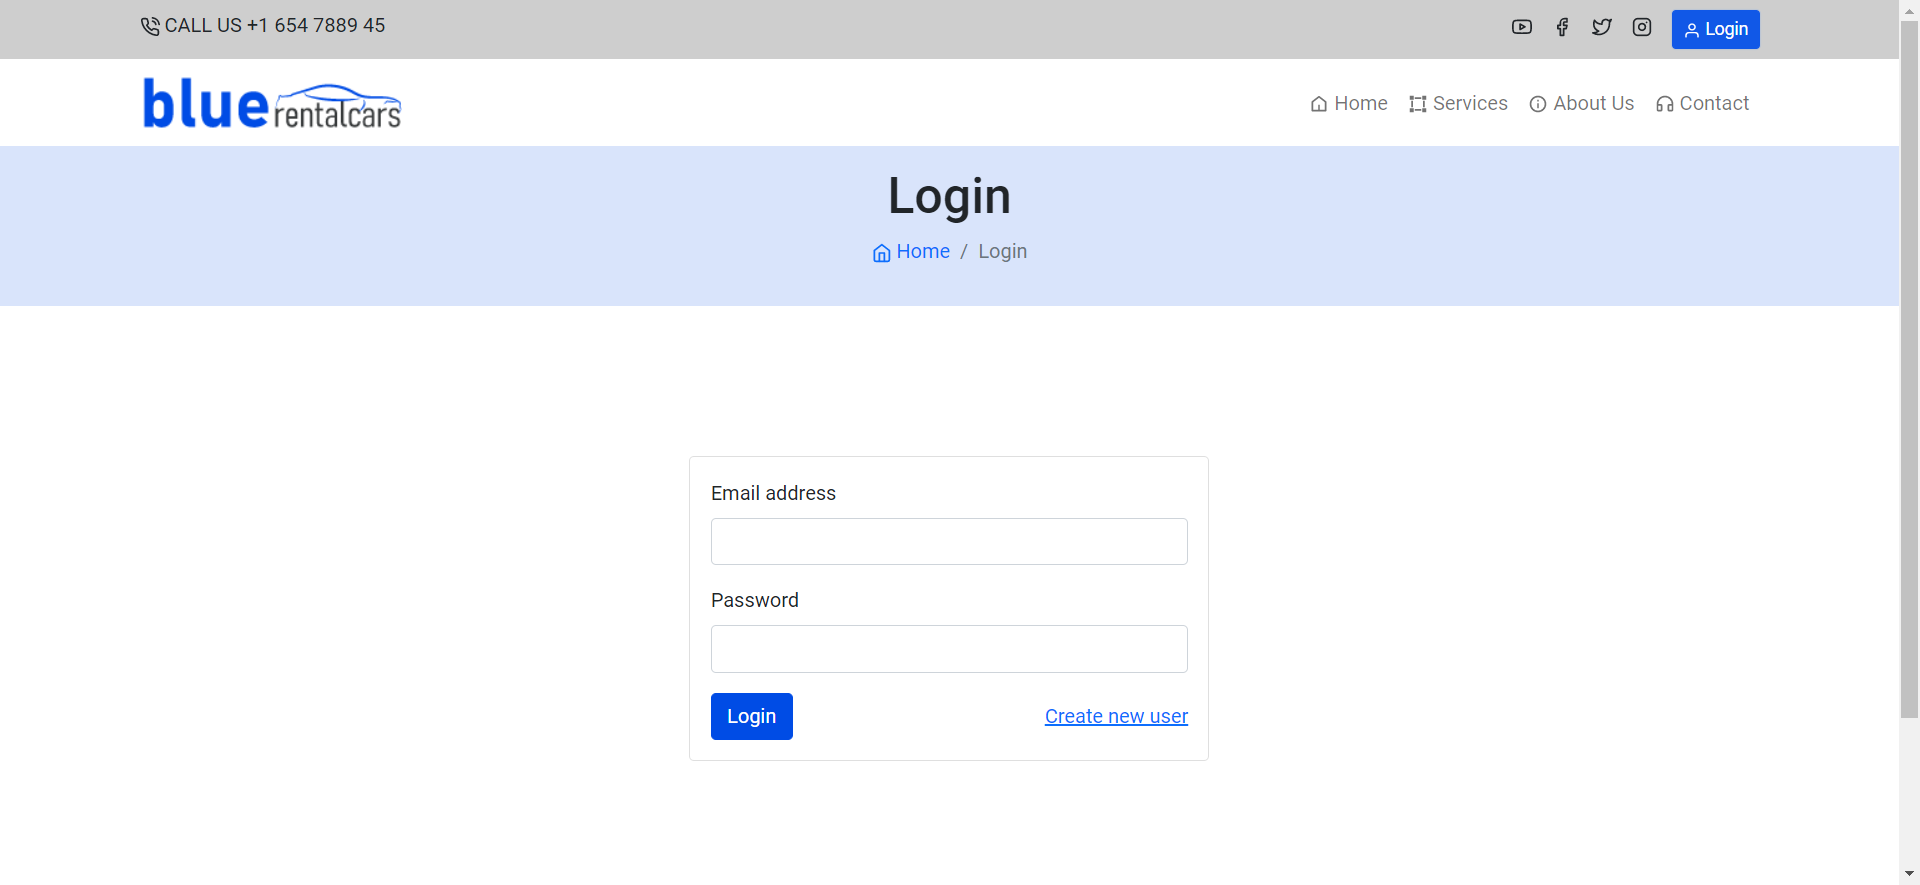 CALL US +1 654 7889 45
Login
blue rentalcars
Home
Services
About Us
Contact
Login
Home / Login
Email address
Password
Login
Create new user